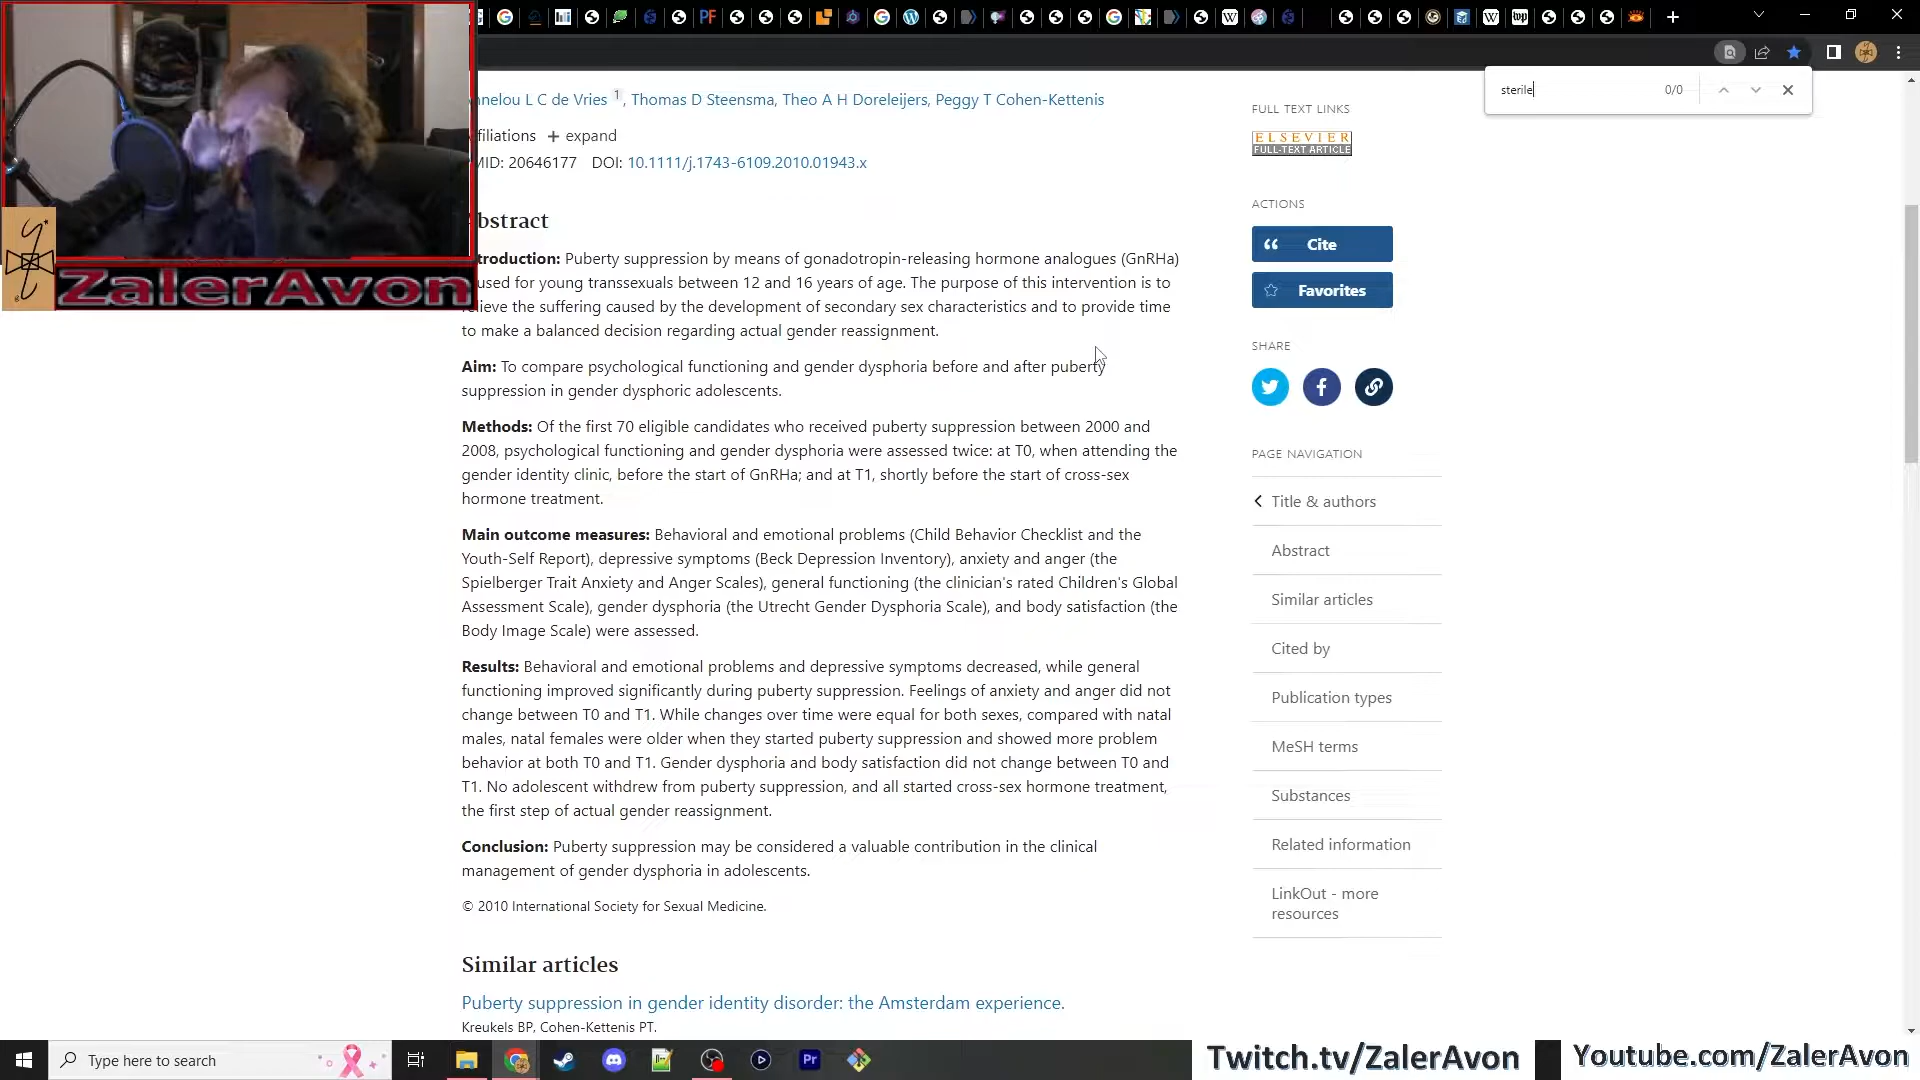 sterile
0/0
nnelou L C de Vries 1, Thomas D Steensma, Theo A H Doreleijers, Peggy T Cohen-Kettenis
filiations + expand
MID: 20646177 DOI: 10.1111/j.1743-6109.2010.01943.x
bstract
troduction: Puberty suppression by means of gonadotropin-releasing hormone analogues (GnRHa)
used for young transsexuals between 12 and 16 years of age. The purpose of this intervention is to
lieve the suffering caused by the development of secondary sex characteristics and to provide time
to make a balanced decision regarding actual gender reassignment.
Aim: To compare psychological functioning and gender dysphoria before and after puberty
suppression in gender dysphoric adolescents.
Methods: Of the first 70 eligible candidates who received puberty suppression between 2000 and
2008, psychological functioning and gender dysphoria were assessed twice: at T0, when attending the
gender identity clinic, before the start of GnRHa; and at T1, shortly before the start of cross-sex
hormone treatment.
Main outcome measures: Behavioral and emotional problems (Child Behavior Checklist and the
Youth-Self Report), depressive symptoms (Beck Depression Inventory), anxiety and anger (the
Spielberger Trait Anxiety and Anger Scales), general functioning (the clinician's rated Children's Global
Assessment Scale), gender dysphoria (the Utrecht Gender Dysphoria Scale), and body satisfaction (the
Body Image Scale) were assessed.
Results: Behavioral and emotional problems and depressive symptoms decreased, while general
functioning improved significantly during puberty suppression. Feelings of anxiety and anger did not
change between T0 and T1. While changes over time were equal for both sexes, compared with natal
males, natal females were older when they started puberty suppression and showed more problem
behavior at both T0 and T1. Gender dysphoria and body satisfaction did not change between T0 and
T1. No adolescent withdrew from puberty suppression, and all started cross-sex hormone treatment,
the first step of actual gender reassignment.
Conclusion: Puberty suppression may be considered a valuable contribution in the clinical
management of gender dysphoria in adolescents.
© 2010 International Society for Sexual Medicine.
Similar articles
Puberty suppression in gender identity disorder: the Amsterdam experience.
Kreukels BP, Cohen-Kettenis PT.
FULL TEXT LINKS
ELSEVIER
FULL-TEXT ARTICLE
ACTIONS
Cite
Favorites
SHARE
PAGE NAVIGATION
Title & authors
Abstract
Similar articles
Cited by
Publication types
MeSH terms
Substances
Related information
LinkOut - more
resources
ZalerAvon
Type here to search
Pr
Twitch.tv/ZalerAvon
Youtube.com/ZalerAvon